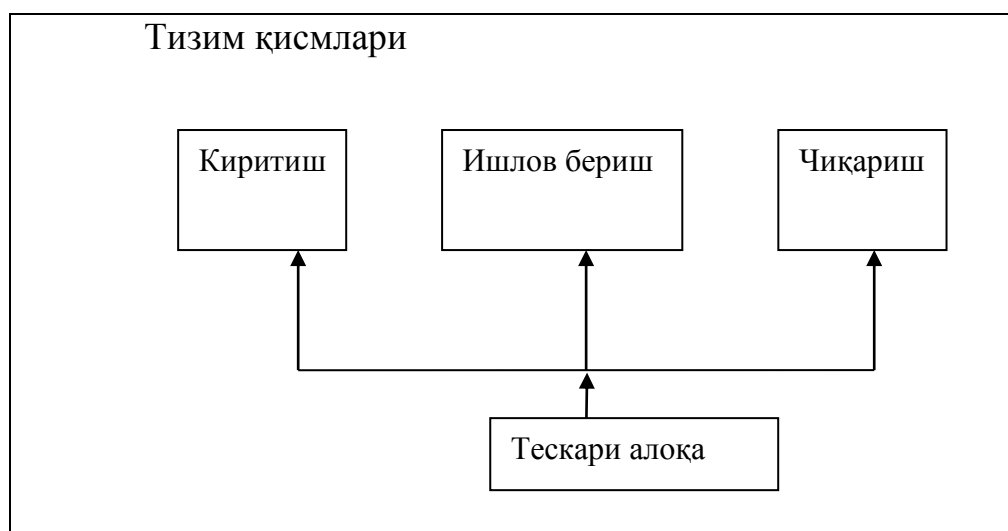 Тизим қисмлари
Киритиш
Ишлов бериш
Чиқариш
Тескари алоқа